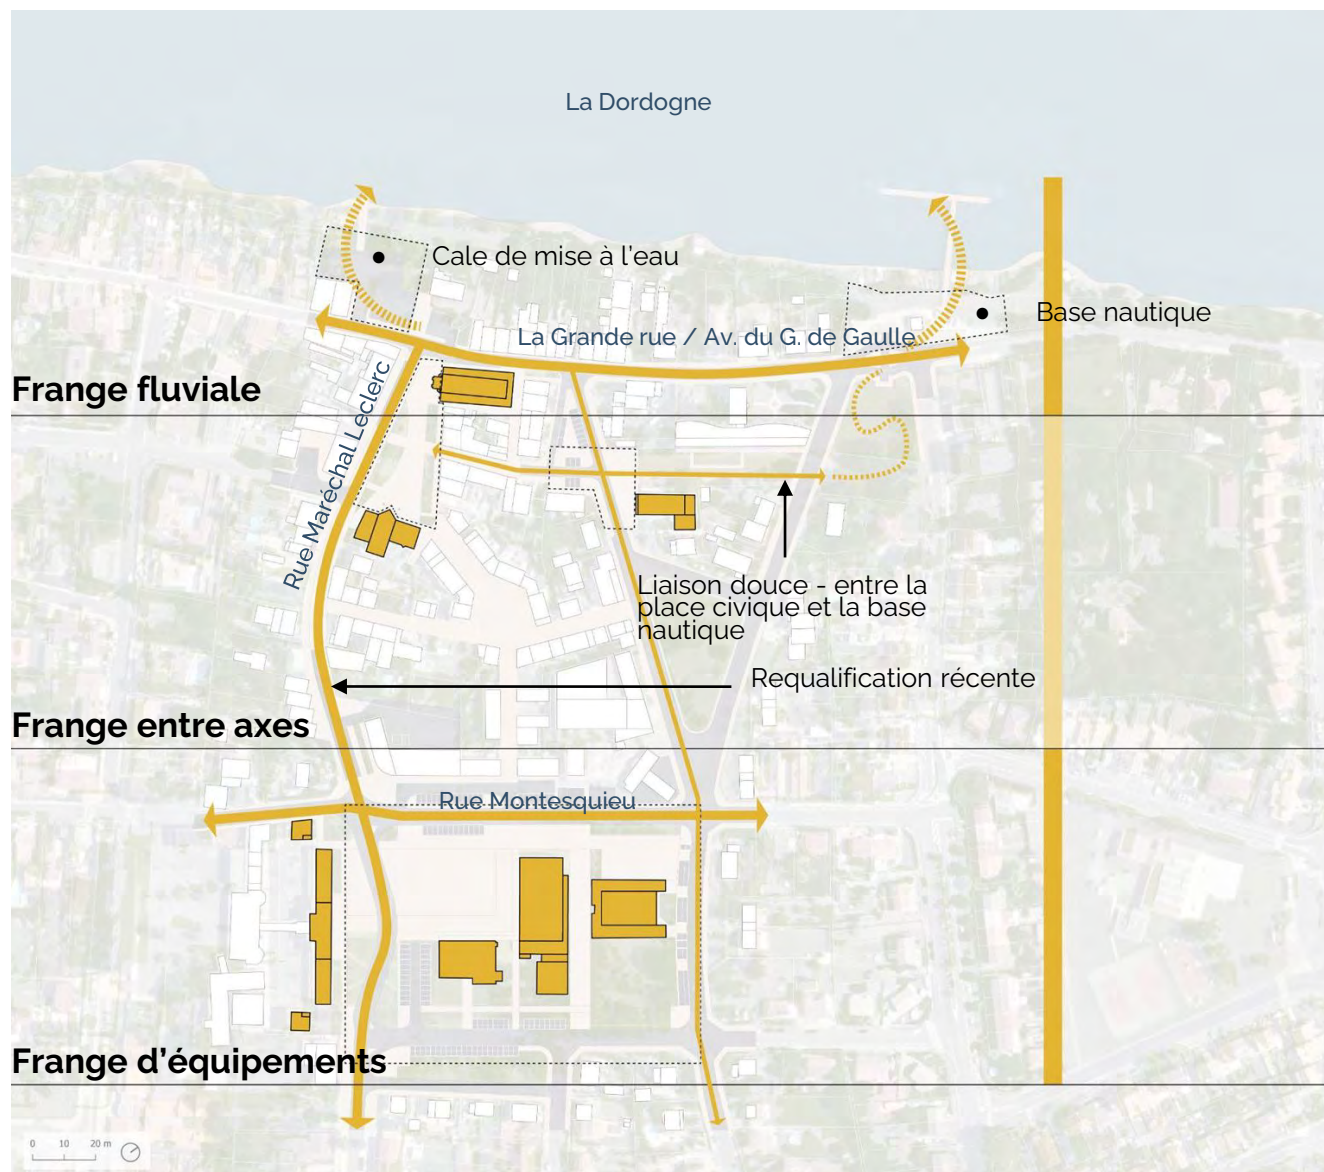 La Dordogne
Cale de mise à l'eau
Base nautique
La Grande rue / Av. du G. de Gaulle
Frange fluviale
Rue Maréchal Leclerc
Liaison douce - entre la
place civique et la base
nautique
Requalification récente
Frange entre axes
Rue Montesquieu
Frange d'équipements
0 10 20 m